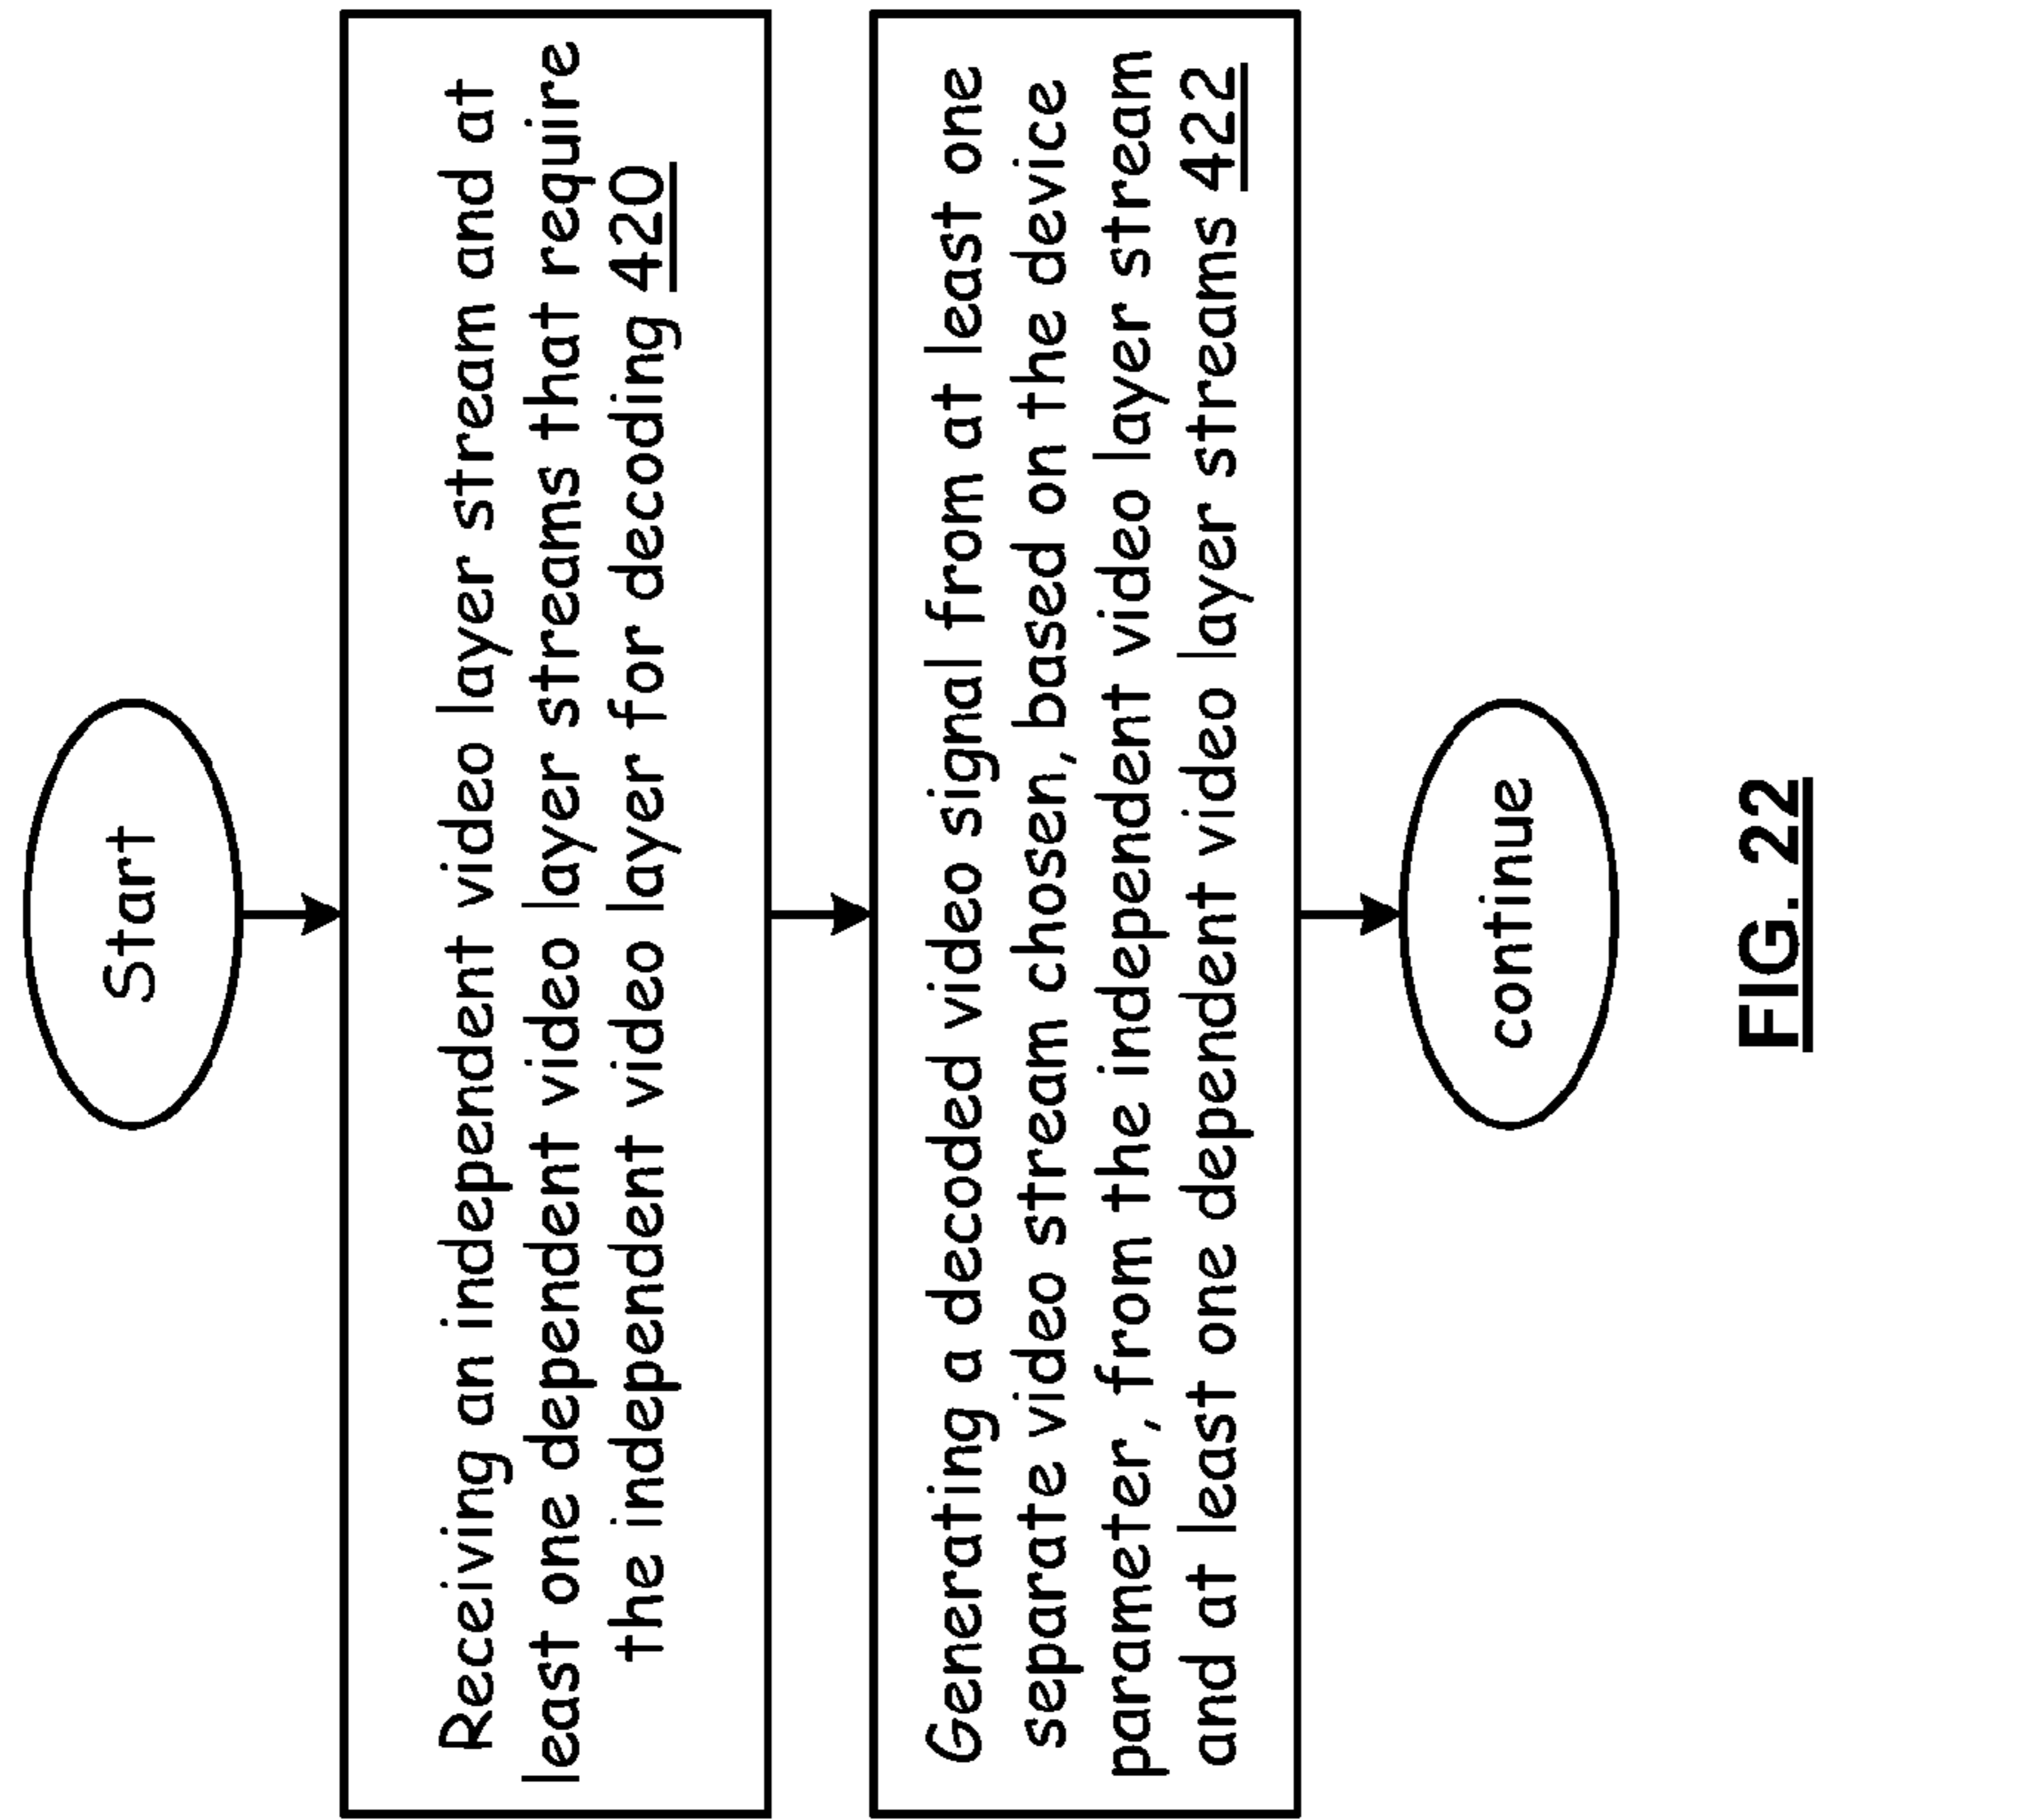 Start
Receiving an independent video layer stream and at
least one dependent video layer streams that require
the independent video layer for decoding 420
Generating a decoded video signal from at least one
separate video stream chosen, based on the device
parameter, from the independent video layer stream
and at least one dependent video layer streams 422
continue
FIG. 22